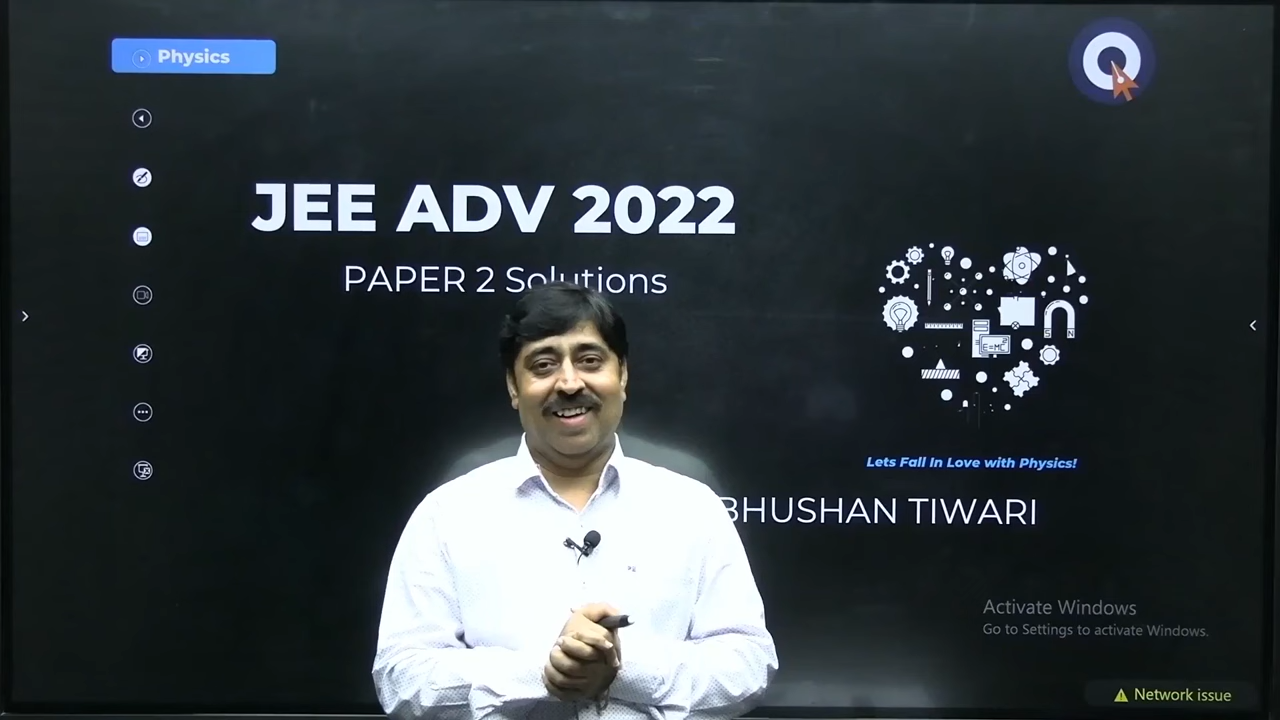 Physics
JEE ADV 2022
PAPER 2 Solutions
E=MC²
S N
Lets Fall In Love with Physics!
BHUSHAN TIWARI
Activate Windows
Go to Settings to activate Windows.
Network issue